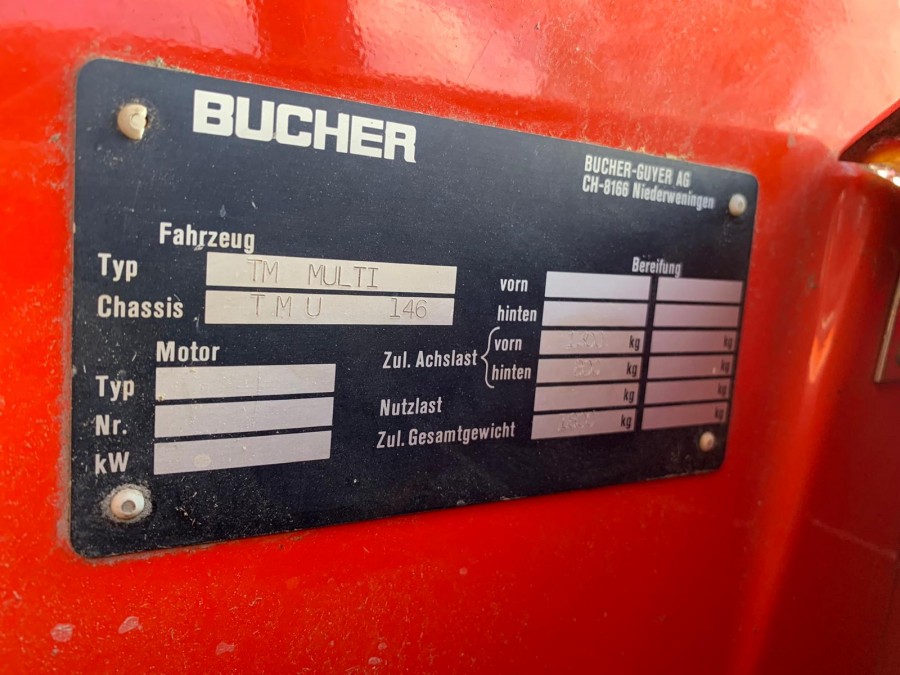 BUCHER
BUCHER-GUYER AG
CH-8166 Niederweningen
Fahrzeug
Typ TM MULTI
Chassis TMU 146
Motor
Typ
Nr.
kW
Bereifung
vorn
hinten
Zul. Achslast { vorn kg kg
hinten kg kg
Nutzlast kg kg
Zul. Gesamtgewicht kg kg